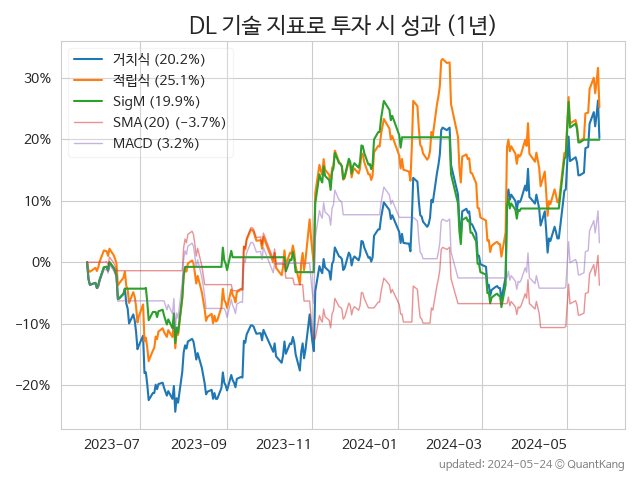 DL 기술 지표로 투자 시 성과 (1년)
거치식 (20.2%)
적립식 (25.1%)
SigM (19.9%)
SMA(20) (−3.7%)
MACD (3.2%)
30%
20%
10%
0%
−10%
−20%
2023−07
2023−09
2023−11
2024−01
2024−03
2024−05
updated: 2024−05−24 © QuantKang